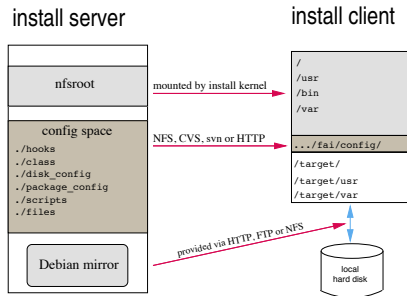 install server
install client
nfsroot
mounted by install kernel
/
/usr
/bin
/var
config space
./hooks
./class
./disk_config
./package_config
./scripts
./files
NFS, CVS, svn or HTTP
.../fai/config/
/target/
/target/usr
/target/var
provided via HTTP, FTP or NFS
Debian mirror
local
hard disk